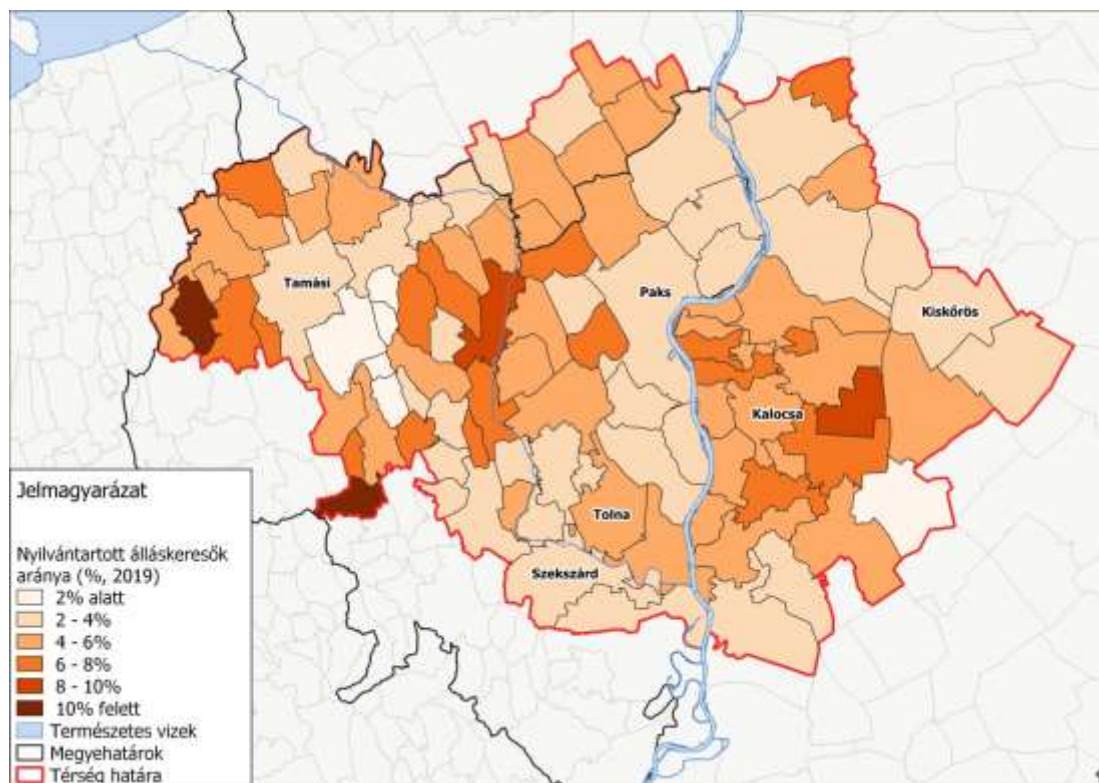 Tamási
Paks
Kiskőrös
Kalocsa
Tolna
Szekszárd
Jelmagyarázat
Nyilvántartott álláskeresők
aránya (%, 2019)
2% alatt
2 - 4%
4 - 6%
6 - 8%
8 - 10%
10% felett
Természetes vizek
Megyehatárok
Térség határa